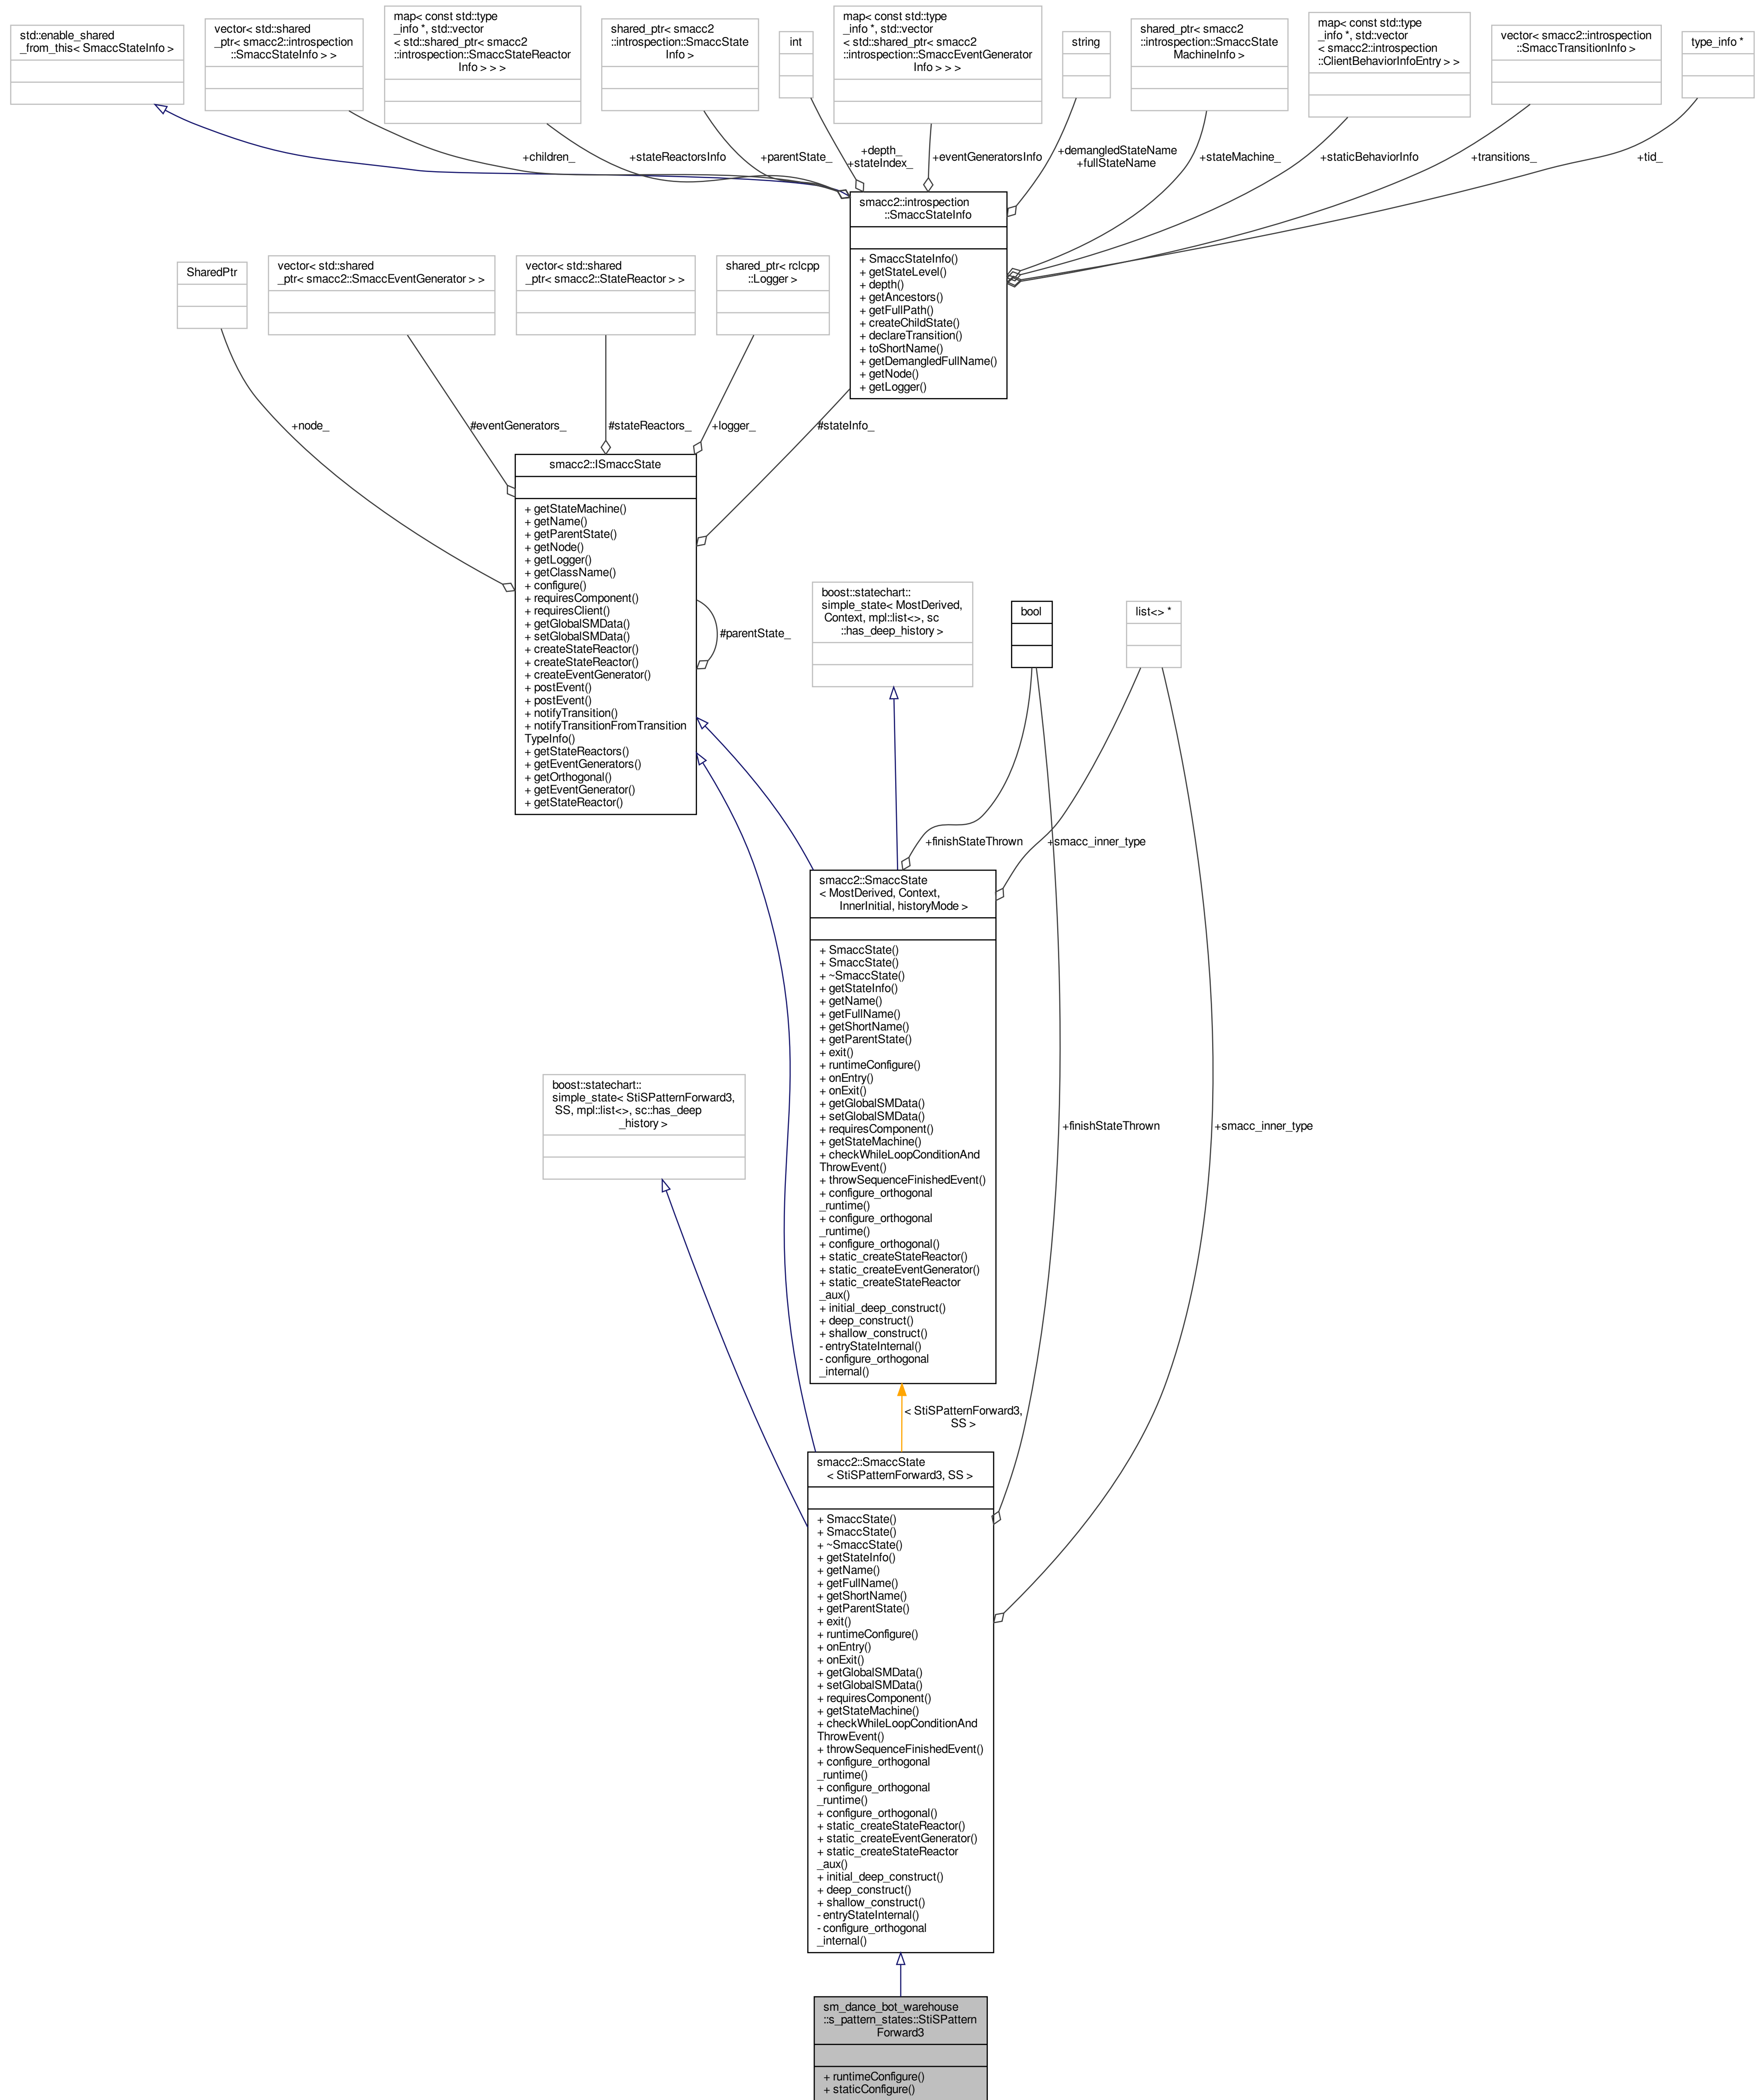 std::enable_shared
_from_this< SmaccStateInfo >
vector< std::shared
_ptr< smacc2::introspection
::SmaccStateInfo > >
map< const std::type
_info *, std::vector
< std::shared_ptr< smacc2
::introspection::SmaccStateReactor
Info > > >
shared_ptr< smacc2
::introspection::SmaccState
Info >
int
map< const std::type
_info *, std::vector
< std::shared_ptr< smacc2
::introspection::SmaccEventGenerator
Info > > >
string
shared_ptr< smacc2
::introspection::SmaccState
MachineInfo >
map< const std::type
_info *, std::vector
< smacc2::introspection
::ClientBehaviorInfoEntry > >
vector< smacc2::introspection
::SmaccTransitionInfo >
type_info *
+children_
+stateReactorsInfo
+parentState_
+depth_
+stateIndex_
+eventGeneratorsInfo
+demangledStateName
+fullStateName
+stateMachine_
+staticBehaviorInfo
+transitions_
+tid_
smacc2::introspection
::SmaccStateInfo
+ SmaccStateInfo()
+ getStateLevel()
+ depth()
+ getAncestors()
+ getFullPath()
+ createChildState()
+ declareTransition()
+ toShortName()
+ getDemangledFullName()
+ getNode()
+ getLogger()
SharedPtr
vector< std::shared
_ptr< smacc2::SmaccEventGenerator > >
vector< std::shared
_ptr< smacc2::StateReactor > >
shared_ptr< rclcpp
::Logger >
+node_
#eventGenerators_
#stateReactors_
+logger_
#stateInfo_
smacc2::ISmaccState
+ getStateMachine()
+ getName()
+ getParentState()
+ getNode()
+ getLogger()
+ getClassName()
+ configure()
+ requiresComponent()
+ requiresClient()
+ getGlobalSMData()
+ setGlobalSMData()
+ createStateReactor()
+ createStateReactor()
+ createEventGenerator()
+ postEvent()
+ postEvent()
+ notifyTransition()
+ notifyTransitionFromTransition
TypeInfo()
+ getStateReactors()
+ getEventGenerators()
+ getOrthogonal()
+ getEventGenerator()
+ getStateReactor()
#parentState_
boost::statechart::
simple_state< MostDerived,
Context, mpl::list<>, sc
::has_deep_history >
bool
list<> *
+finishStateThrown
+smacc_inner_type
smacc2::SmaccState
< MostDerived, Context,
InnerInitial, historyMode >
+ SmaccState()
+ SmaccState()
+ ~SmaccState()
+ getStateInfo()
+ getName()
+ getFullName()
+ getShortName()
+ getParentState()
+ exit()
+ runtimeConfigure()
+ onEntry()
+ onExit()
+ getGlobalSMData()
+ setGlobalSMData()
+ requiresComponent()
+ getStateMachine()
+ checkWhileLoopConditionAnd
ThrowEvent()
+ throwSequenceFinishedEvent()
+ configure_orthogonal
_runtime()
+ configure_orthogonal
_runtime()
+ configure_orthogonal()
+ static_createStateReactor()
+ static_createEventGenerator()
+ static_createStateReactor
_aux()
+ initial_deep_construct()
+ deep_construct()
+ shallow_construct()
- entryStateInternal()
- configure_orthogonal
_internal()
boost::statechart::
simple_state< StiSPatternForward3,
SS, mpl::list<>, sc::has_deep
_history >
+finishStateThrown
+smacc_inner_type
< StiSPatternForward3,
SS >
smacc2::SmaccState
< StiSPatternForward3, SS >
+ SmaccState()
+ SmaccState()
+ ~SmaccState()
+ getStateInfo()
+ getName()
+ getFullName()
+ getShortName()
+ getParentState()
+ exit()
+ runtimeConfigure()
+ onEntry()
+ onExit()
+ getGlobalSMData()
+ setGlobalSMData()
+ requiresComponent()
+ getStateMachine()
+ checkWhileLoopConditionAnd
ThrowEvent()
+ throwSequenceFinishedEvent()
+ configure_orthogonal
_runtime()
+ configure_orthogonal
_runtime()
+ configure_orthogonal()
+ static_createStateReactor()
+ static_createEventGenerator()
+ static_createStateReactor
_aux()
+ initial_deep_construct()
+ deep_construct()
+ shallow_construct()
- entryStateInternal()
- configure_orthogonal
_internal()
sm_dance_bot_warehouse
::s_pattern_states::StiSPattern
Forward3
+ runtimeConfigure()
+ staticConfigure()